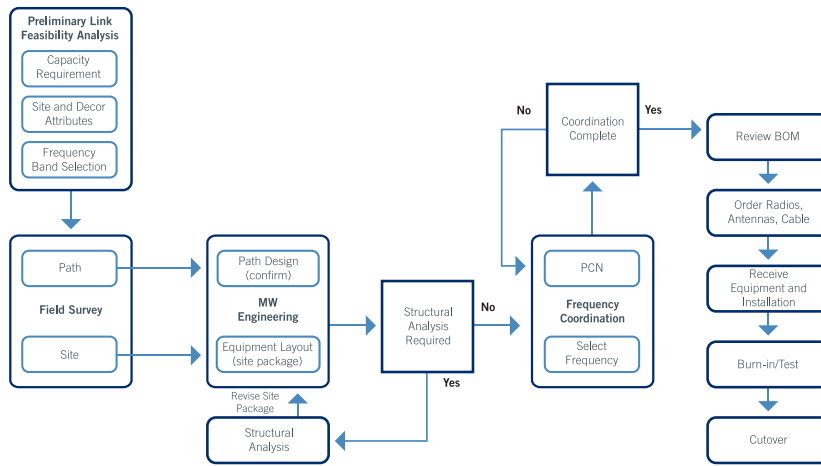 Preliminary Link
Feasibility Analysis
Capacity
Requirement
Site and Decor
Attributes
Frequency
Band Selection
Path
Field Survey
Site
Path Design
(confirm)
MW
Engineering
Equipment Layout
(site package)
Revise Site
Package
Structural
Analysis
Structural
Analysis
Required
No
Yes
PCN
Frequency
Coordination
Select
Frequency
No
Coordination
Complete
Yes
Review BOM
Order Radios,
Antennas, Cable
Receive
Equipment and
Installation
Burn-in/Test
Cutover